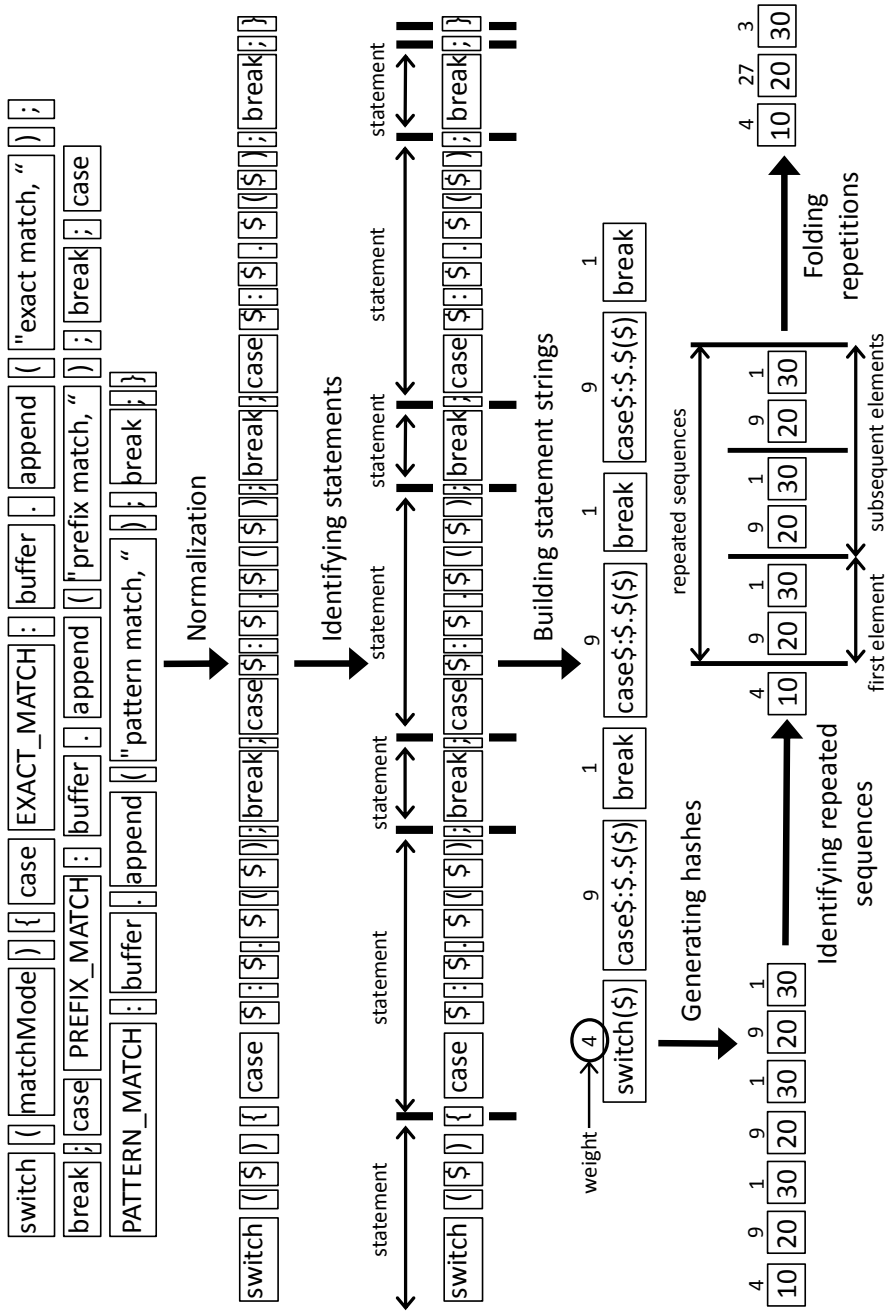 switch ( matchMode ) { case EXACT_MATCH : buffer . append ( "exact match, “ ) ;
break ; case PREFIX_MATCH : buffer . append ( "prefix match, “ ) ; break ; case
PATTERN_MATCH : buffer . append ( "pattern match, “ ) ; break ; }
Normalization
switch ( $ ) { case $ : $ . $ ( $ ) ; break ; case $ : $ . $ ( $ ) ; break ; case $ : $ . $ ( $ ) ; break ; }
Identifying statements
statement statement statement statement statement statement statement
switch ( $ ) { case $ : $ . $ ( $ ) ; break ; case $ : $ . $ ( $ ) ; break ; case $ : $ . $ ( $ ) ; break ; }
Building statement strings
weight 4 9 1 9 1 9 1
switch($) case$:$.$($) break case$:$.$($) break case$:$.$($) break
Generating hashes
4 9 1 9 1 9 1
10 20 30 20 30 20 30
Identifying repeated
sequences
repeated sequences
4 9 1 9 1 9 1
10 20 30 20 30 20 30
first element subsequent elements
Folding
repetitions
4 27 3
10 20 30